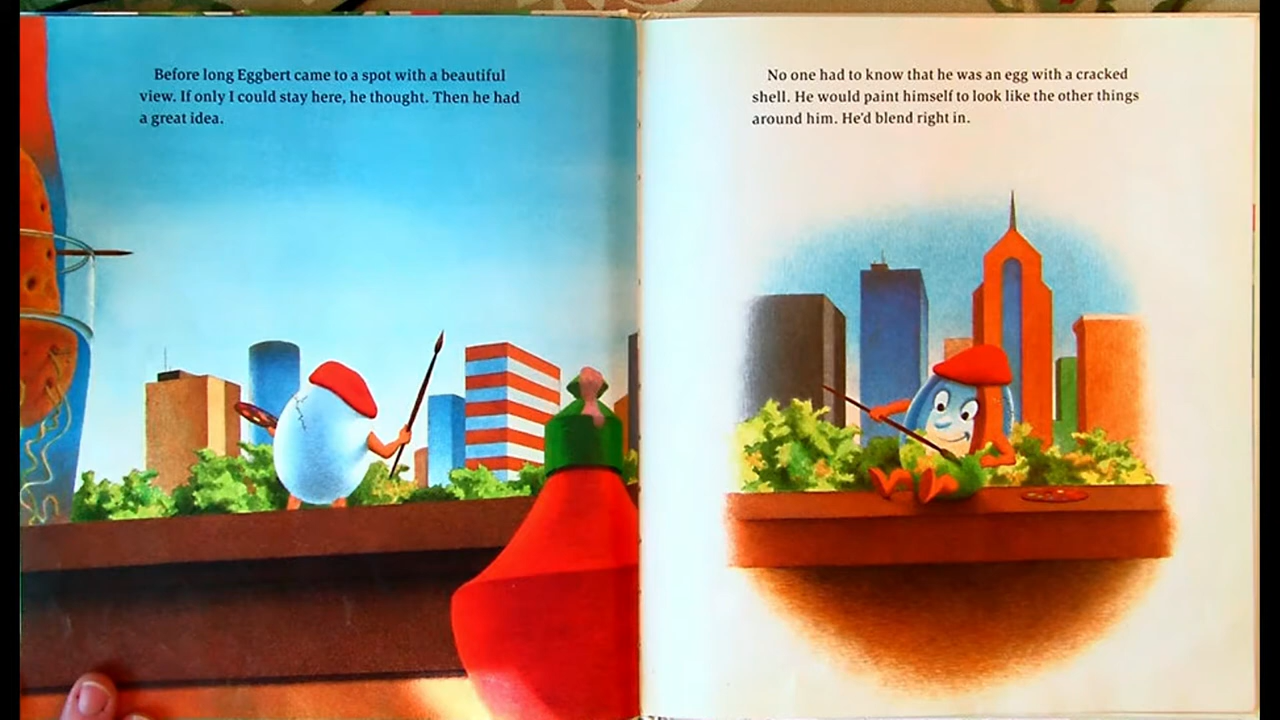 Before long Eggbert came to a spot with a beautiful
view. If only I could stay here, he thought. Then he had
a great idea.
No one had to know that he was an egg with a cracked
shell. He would paint himself to look like the other things
around him. He'd blend right in.